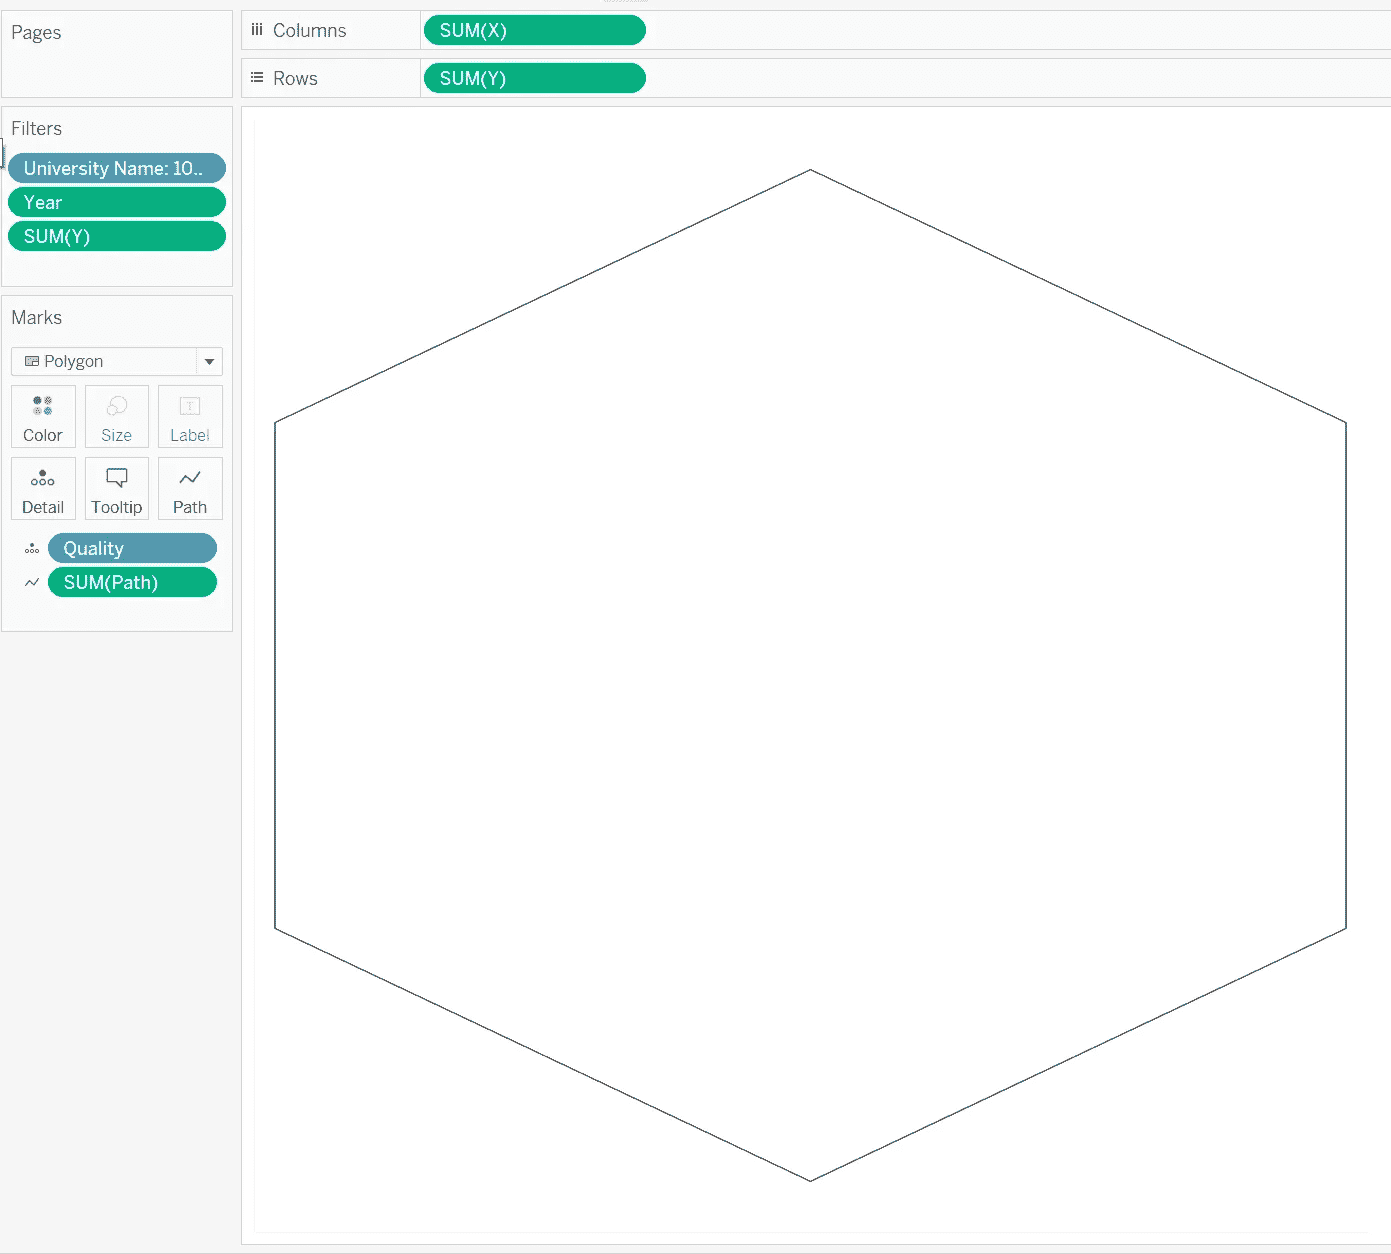 Pages
Columns
SUM(X)
Rows
SUM(Y)
Filters
University Name: 10..
Year
SUM(Y)
Marks
Polygon
Color Size Label
Detail Tooltip Path
Quality
SUM(Path)